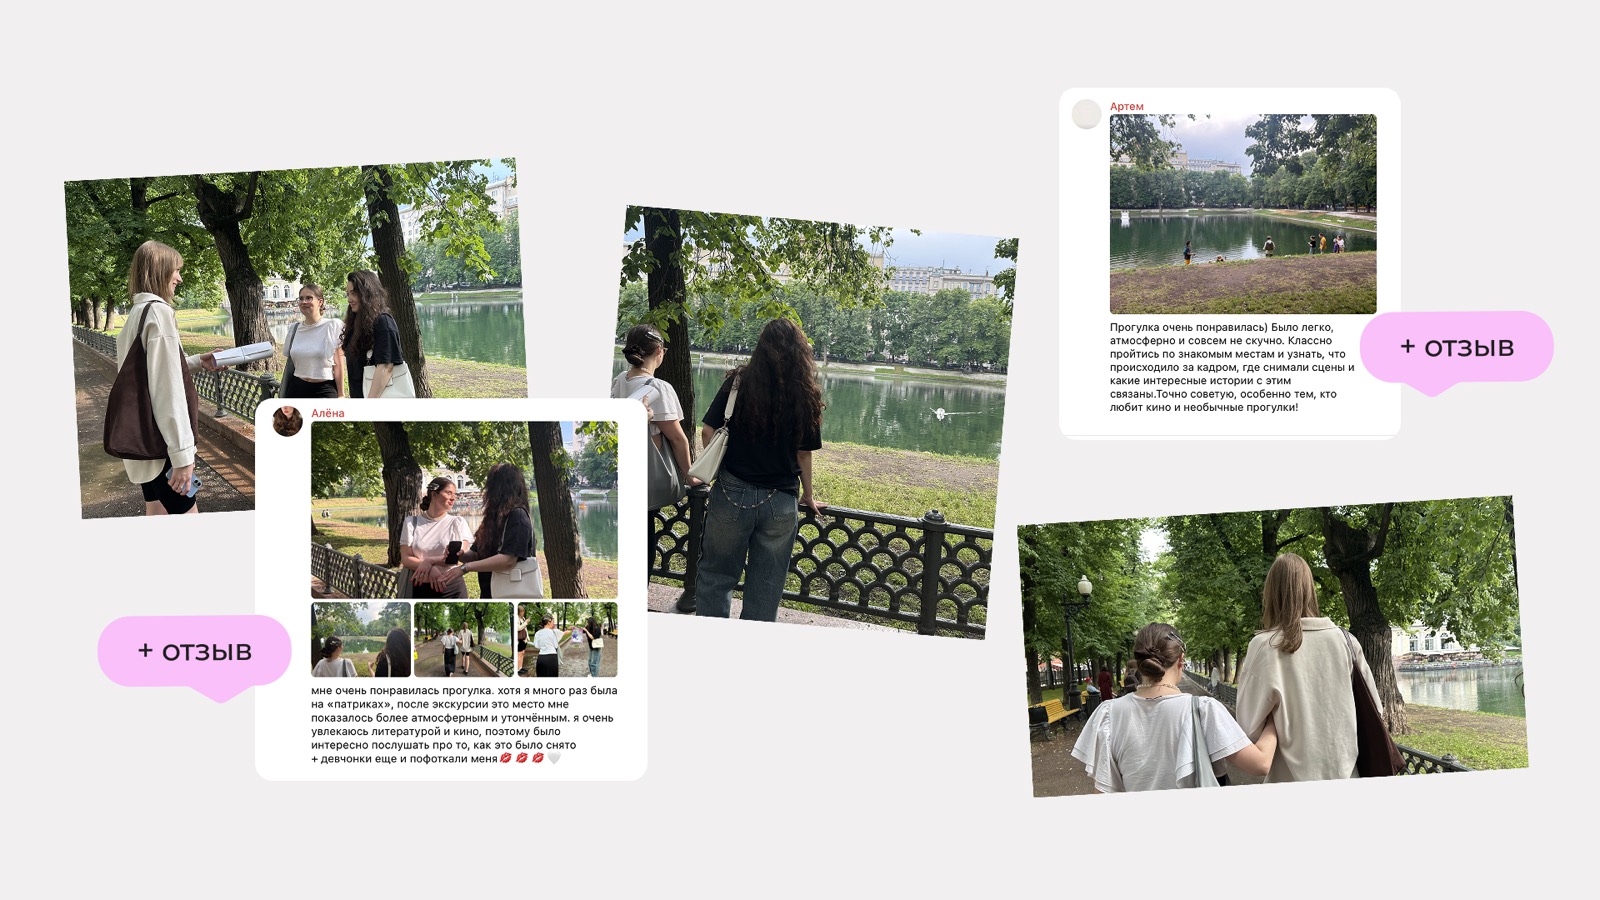 Артем
Прогулка очень понравилась) Было легко,
атмосферно и совсем не скучно. Классно
пройтись по знакомым местам и узнать, что
происходило за кадром, где снимали сцены и
какие интересные истории с этим
связаны.Точно советую, особенно тем, кто
любит кино и необычные прогулки!
+ отзыв
Алёна
мне очень понравилась прогулка. хотя я много раз была
на «патриках», после экскурсии это место мне
показалось более атмосферным и утончённым. я очень
увлекаюсь литературой и кино, поэтому было
интересно послушать про то, как это было снято
+ девчонки еще и пофоткали меня💋💋💋🤍
+ отзыв